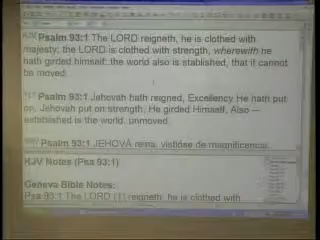 KJV Psalm 93:1 The LORD reigneth, he is clothed with
majesty; the LORD is clothed with strength, wherewith he
hath girded himself: the world also is stablished, that it cannot
be moved.
Psalm 93:1 Jehovah hath reigned, Excellency He hath put
on, Jehovah put on strength, He girded Himself, Also —
established is the world, unmoved.
Psalm 93:1 JEHOVÁ reina, vistióse de magnificencia,
KJV Notes (Psa 93:1)
Geneva Bible Notes:
Psa 93:1 The LORD (1) reigneth, he is clothed with